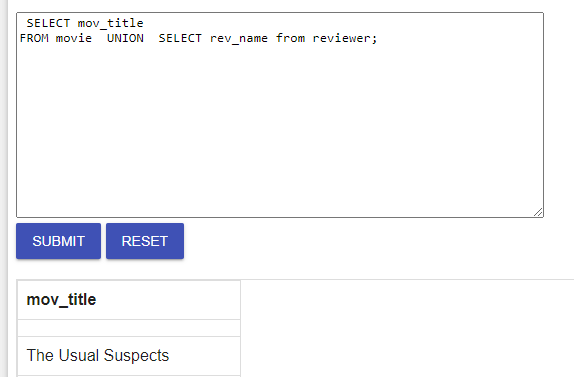 SELECT mov_title
FROM movie  UNION  SELECT rev_name from reviewer;
SUBMIT RESET
mov_title
The Usual Suspects